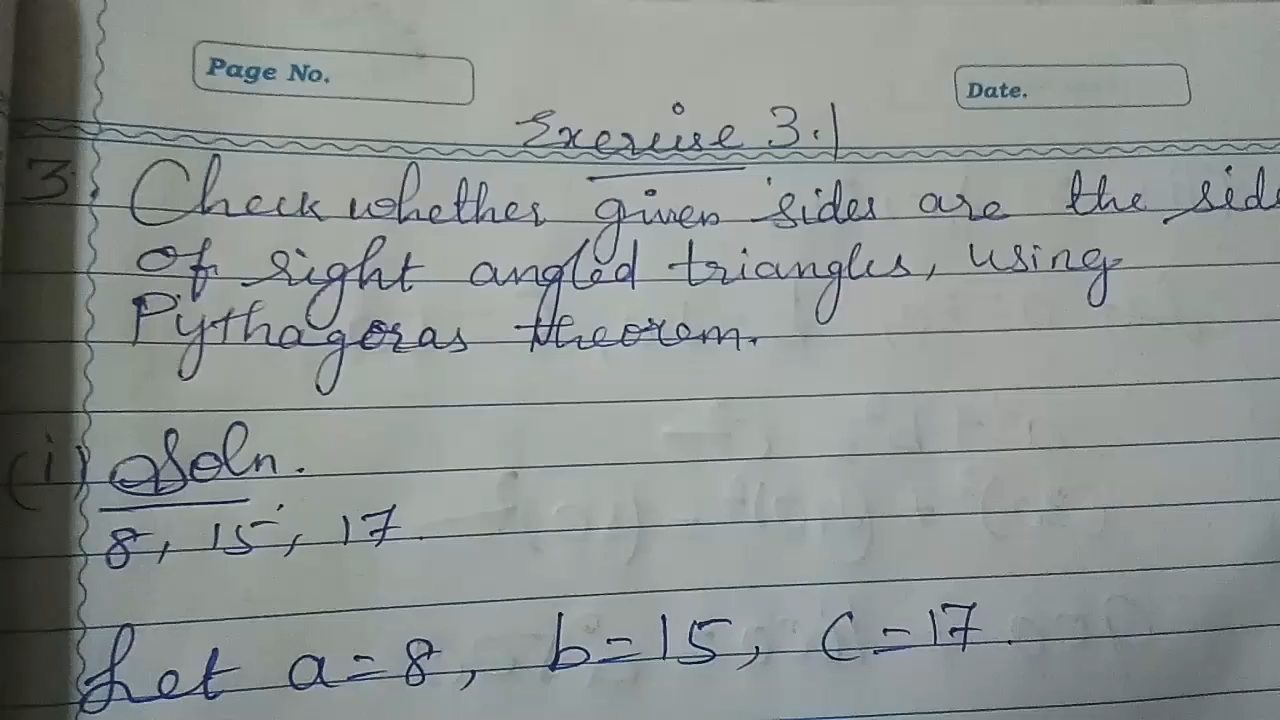 Page No.
Date.
Exercise 3.1
3. Check whether given sides are the side
of right angled triangles, using
Pythagoras theorem.
(i) Soln.
8, 15, 17.
Let a=8, b=15, c=17.